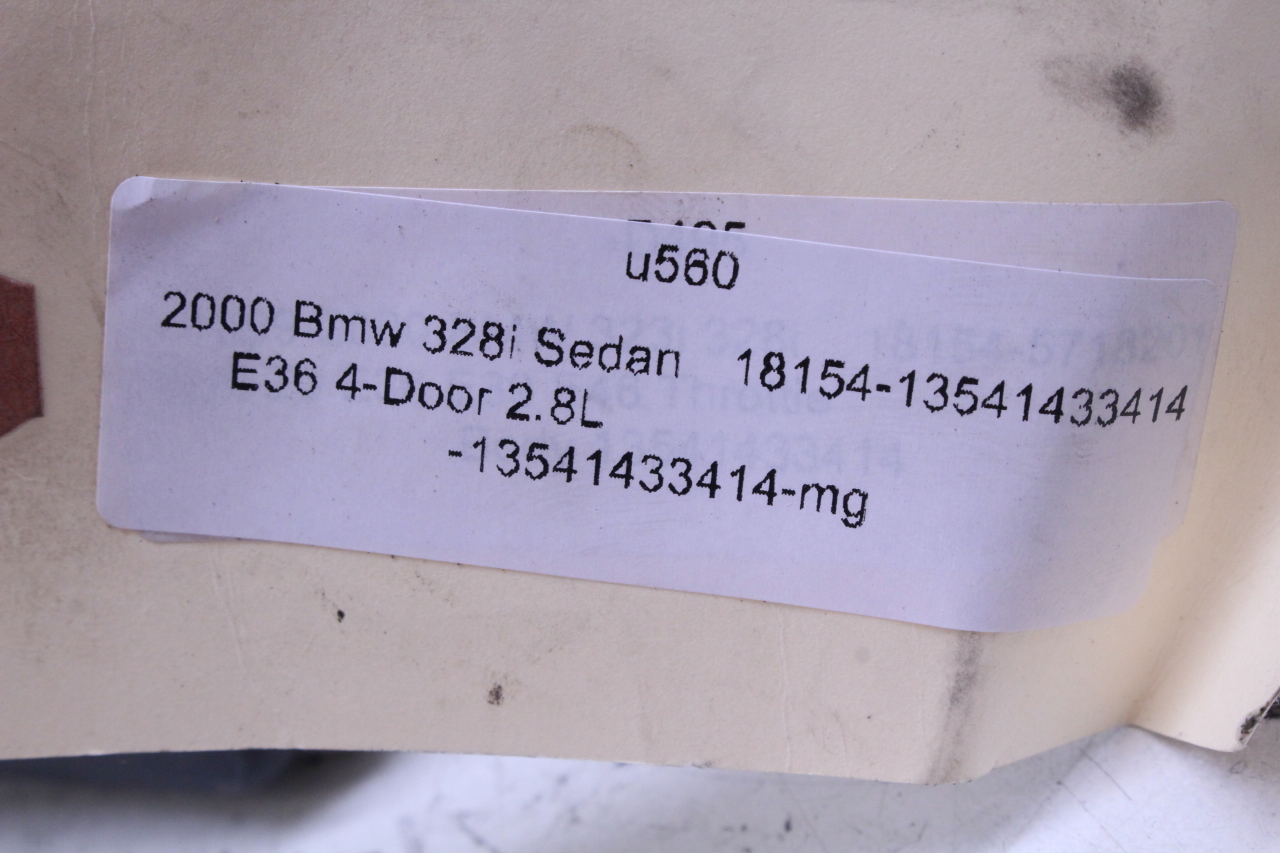 u560
2000 Bmw 328i Sedan 18154-13541433414
E36 4-Door 2.8L
-13541433414-mg